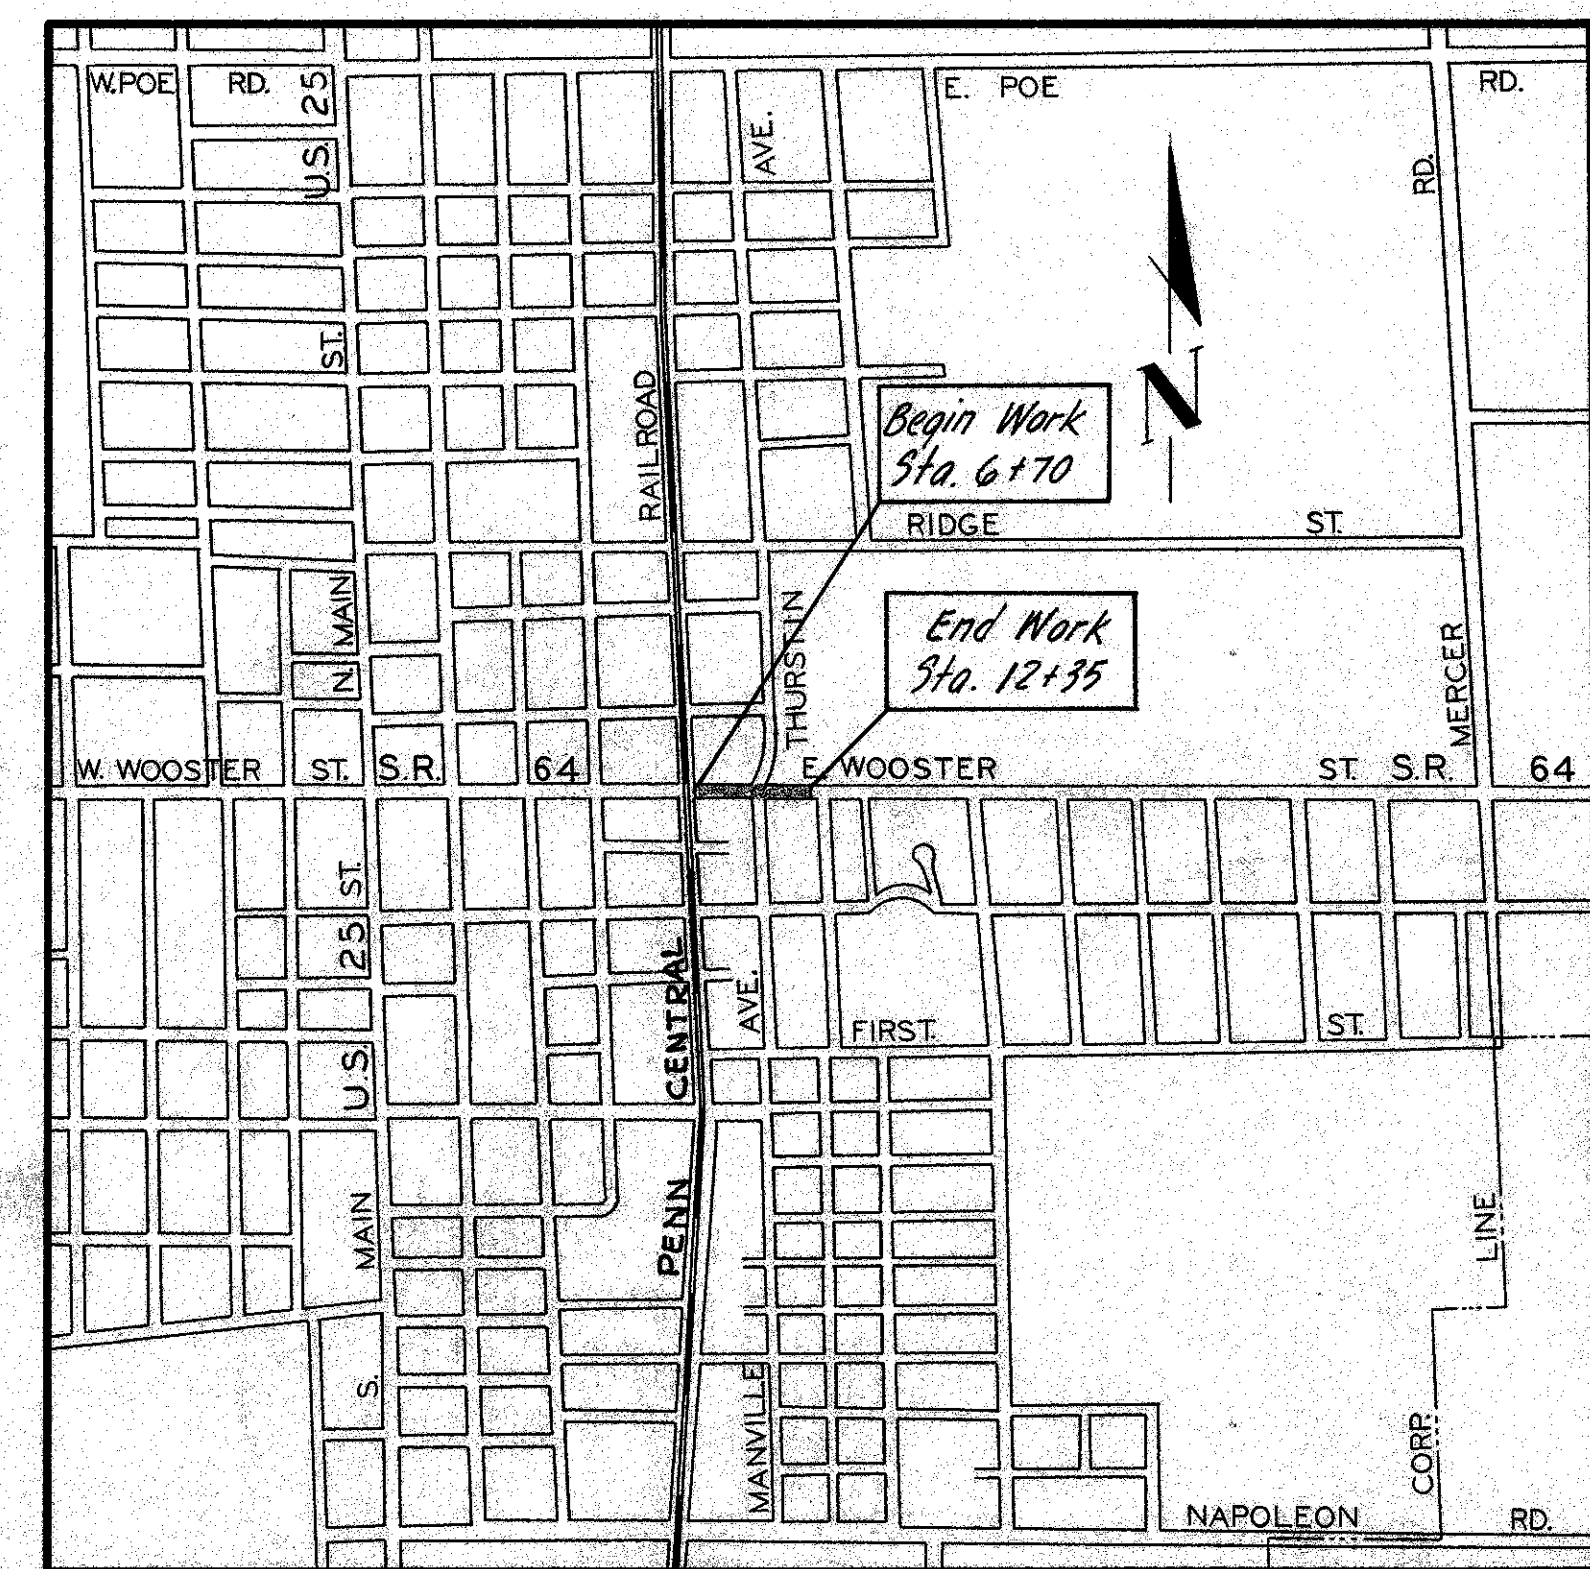 W. POE RD.
U.S. 25
AVE.
E. POE RD.
RD.
ST.
RAILROAD
N
Begin Work
Sta. 6+70
RIDGE ST.
N. MAIN
THURSTIN
End Work
Sta. 12+35
MERCER
W. WOOSTER ST. S.R. 64
E. WOOSTER ST. S.R. 64
U.S. 25 ST.
PENN CENTRAL
AVE.
FIRST. ST.
S. MAIN
MANVILLE
CORP. LINE
NAPOLEON RD.